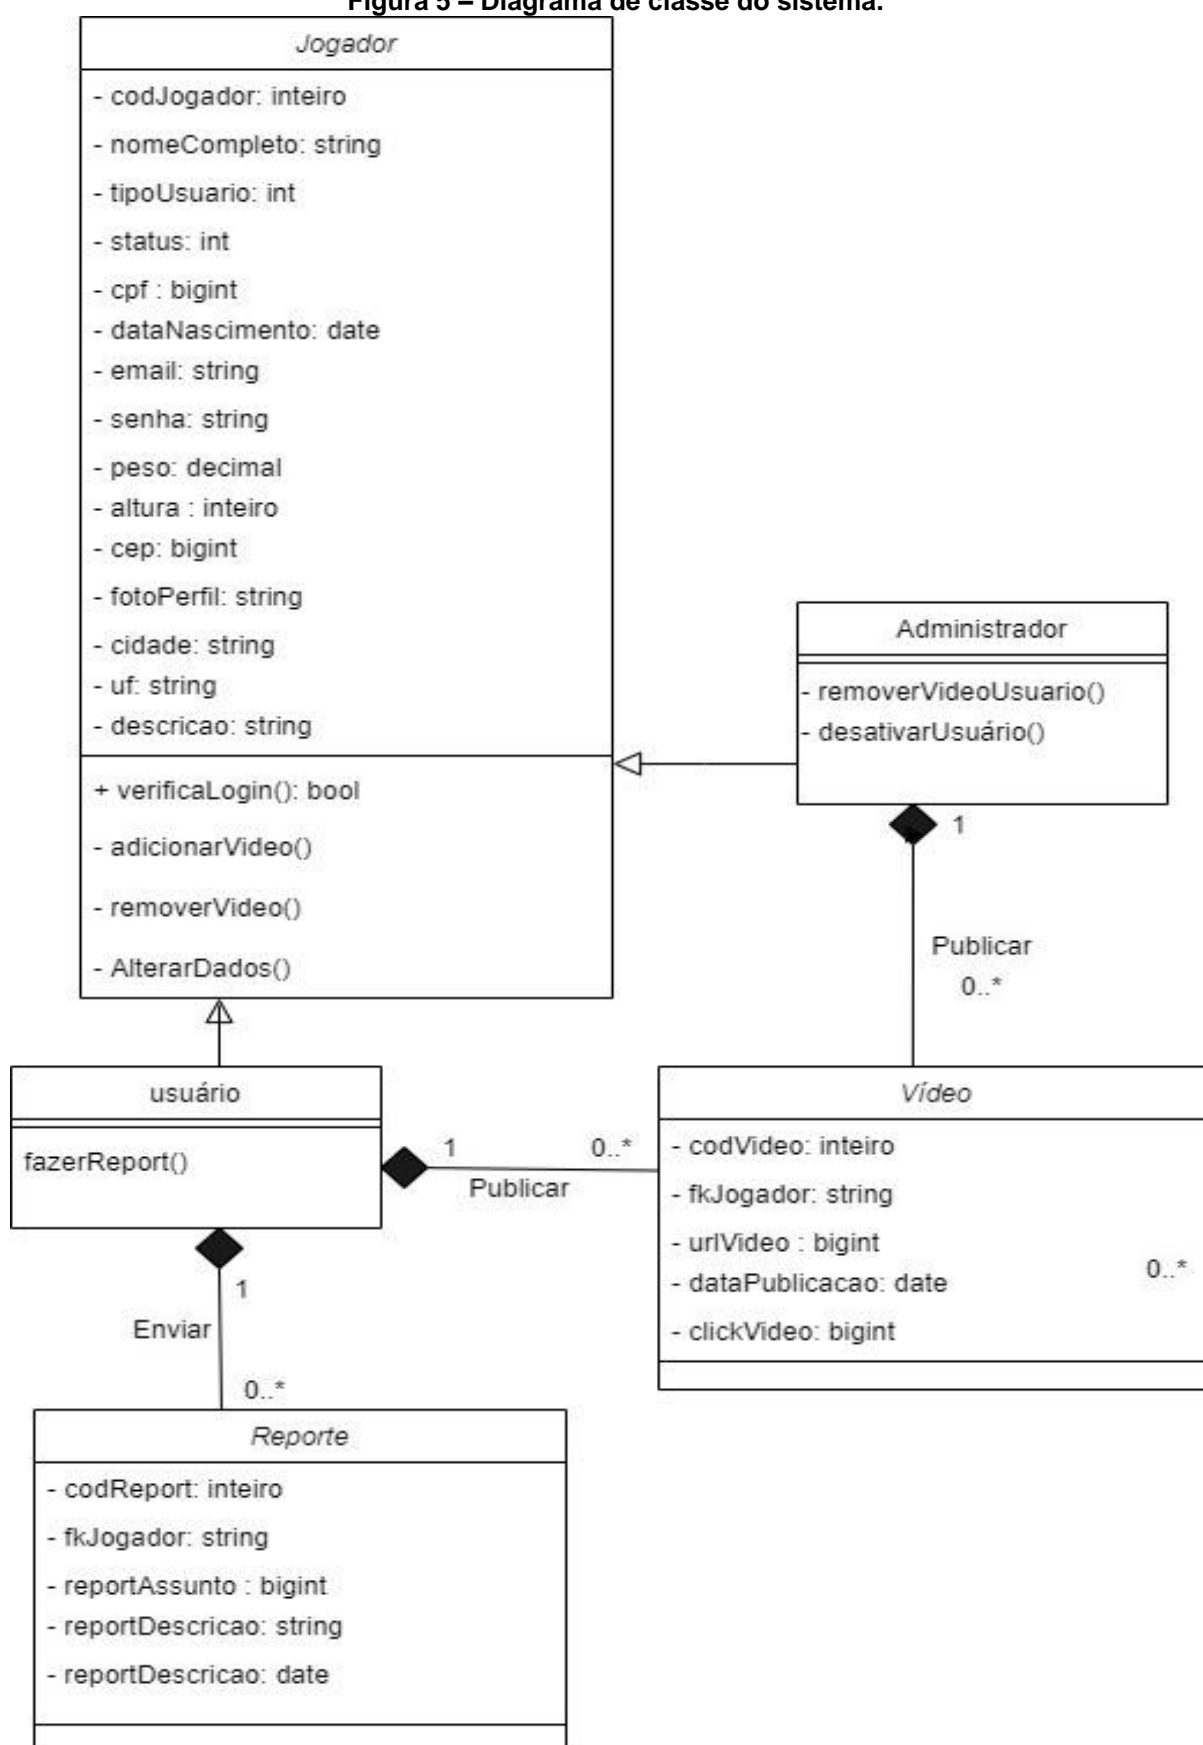 Figura 5 – Diagrama de classe do sistema.
Jogador
- codJogador: inteiro
- nomeCompleto: string
- tipoUsuario: int
- status: int
- cpf : bigint
- dataNascimento: date
- email: string
- senha: string
- peso: decimal
- altura : inteiro
- cep: bigint
- fotoPerfil: string
- cidade: string
- uf: string
- descricao: string
+ verificaLogin(): bool
- adicionarVideo()
- removerVideo()
- AlterarDados()
Administrador
- removerVideoUsuario()
- desativarUsuário()
1
Publicar
0..*
usuário
fazerReport()
1
0..*
Publicar
Vídeo
- codVideo: inteiro
- fkJogador: string
- urlVideo : bigint
- dataPublicacao: date
- clickVideo: bigint
0..*
1
Enviar
0..*
Reporte
- codReport: inteiro
- fkJogador: string
- reportAssunto : bigint
- reportDescricao: string
- reportDescricao: date